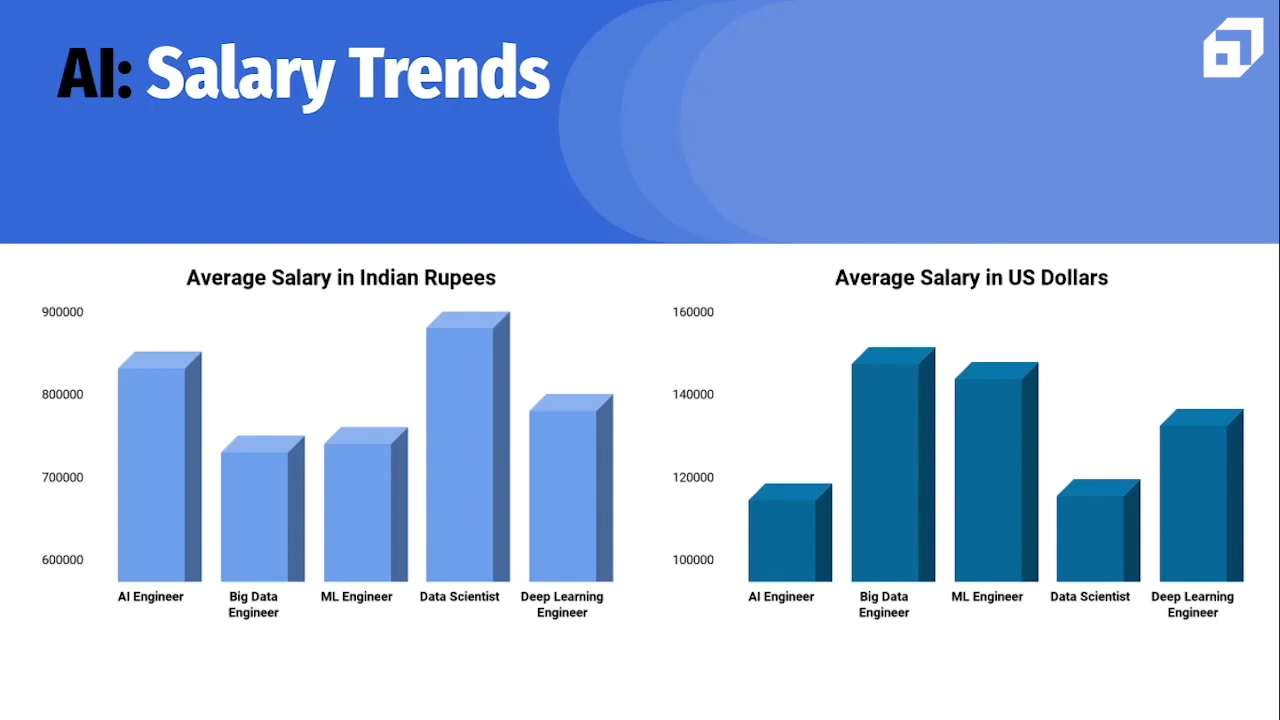 AI: Salary Trends
Average Salary in Indian Rupees
900000
800000
700000
600000
AI Engineer
Big Data
Engineer
ML Engineer
Data Scientist
Deep Learning
Engineer
Average Salary in US Dollars
160000
140000
120000
100000
AI Engineer
Big Data
Engineer
ML Engineer
Data Scientist
Deep Learning
Engineer